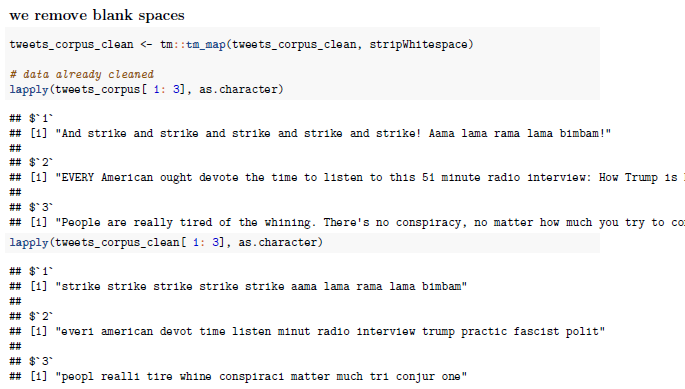 we remove blank spaces
tweets_corpus_clean <- tm::tm_map(tweets_corpus_clean, stripWhitespace)
# data already cleaned
lapply(tweets_corpus[ 1: 3], as.character)
## $`1`
## [1] "And strike and strike and strike and strike and strike! Aama lama rama lama bimbam!"
##
## $`2`
## [1] "EVERY American ought devote the time to listen to this 51 minute radio interview: How Trump is
##
## $`3`
## [1] "People are really tired of the whining. There's no conspiracy, no matter how much you try to co
lapply(tweets_corpus_clean[ 1: 3], as.character)
## $`1`
## [1] "strike strike strike strike strike aama lama rama lama bimbam"
##
## $`2`
## [1] "everi american devot time listen minut radio interview trump practic fascist polit"
##
## $`3`
## [1] "peopl realli tire whine conspiraci matter much tri conjur one"